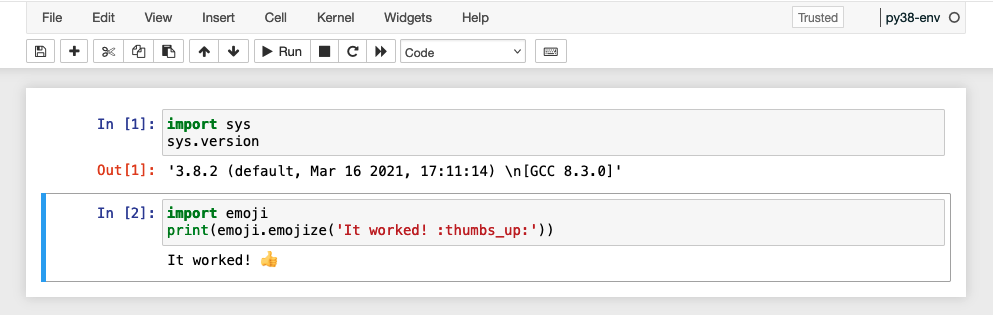 File Edit View Insert Cell Kernel Widgets Help Trusted py38-env
Run Code
In [1]: import sys
sys.version
Out[1]: '3.8.2 (default, Mar 16 2021, 17:11:14) \n[GCC 8.3.0]'
In [2]: import emoji
print(emoji.emojize('It worked! :thumbs_up:'))
It worked! 👍